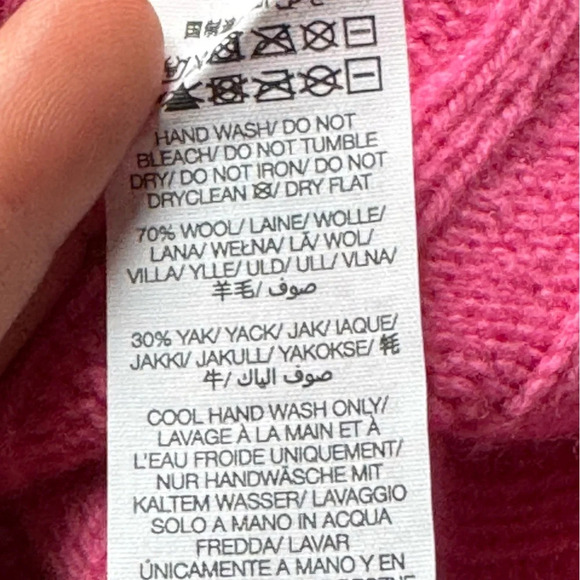 HAND WASH/ DO NOT
BLEACH/ DO NOT TUMBLE
DRY/ DO NOT IRON/ DO NOT
DRYCLEAN / DRY FLAT
70% WOOL/ LAINE/ WOLLE/
LANA/ WEŁNA/ LÃ/ WOL/
VILLA/ YLLE/ ULD/ ULL/ VLNA/
羊毛/ صوف
30% YAK/ YACK/ JAK/ IAQUE/
JAKKI/ JAKULL/ YAKOKSE/ 牦
牛/ صوف الياك
COOL HAND WASH ONLY/
LAVAGE À LA MAIN ET À
L'EAU FROIDE UNIQUEMENT/
NUR HANDWÄSCHE MIT
KALTEM WASSER/ LAVAGGIO
SOLO A MANO IN ACQUA
FREDDA/ LAVAR
ÚNICAMENTE A MANO Y EN